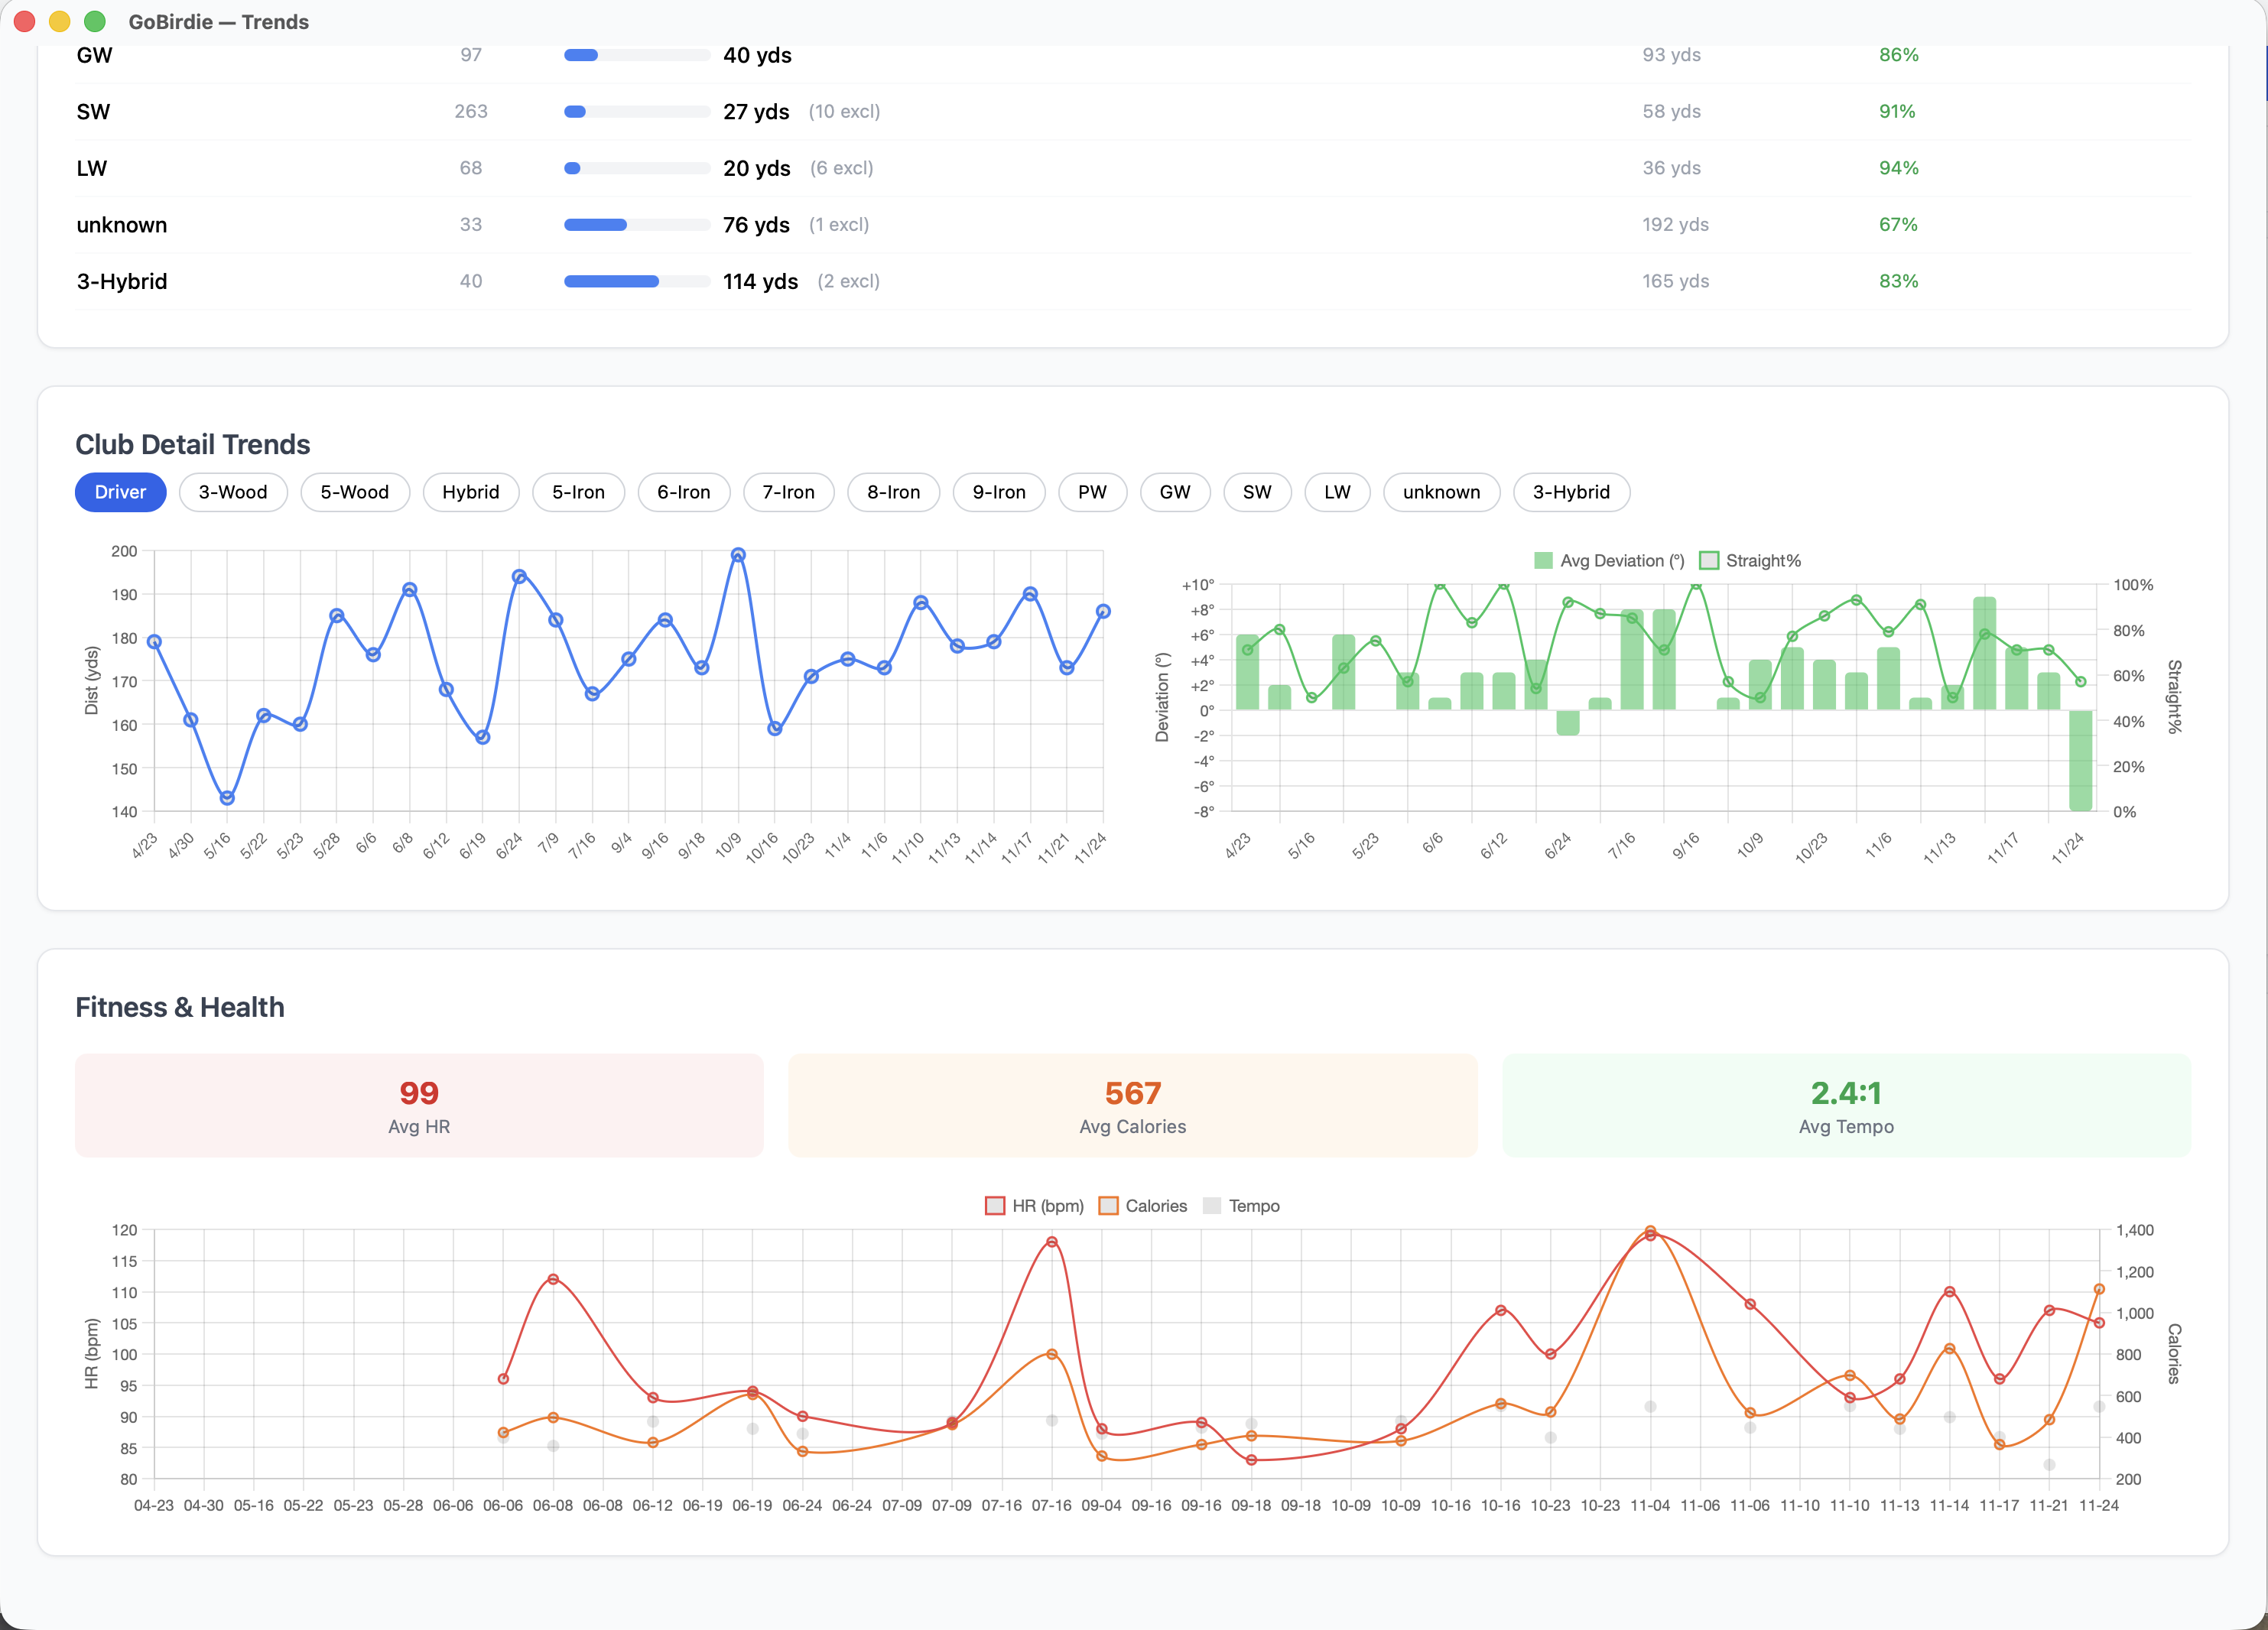 GoBirdie — Trends
GW 97 40 yds 93 yds 86%
SW 263 27 yds (10 excl) 58 yds 91%
LW 68 20 yds (6 excl) 36 yds 94%
unknown 33 76 yds (1 excl) 192 yds 67%
3-Hybrid 40 114 yds (2 excl) 165 yds 83%
Club Detail Trends
Driver 3-Wood 5-Wood Hybrid 5-Iron 6-Iron 7-Iron 8-Iron 9-Iron PW GW SW LW unknown 3-Hybrid
Dist (yds)
200
190
180
170
160
150
140
4/23 4/30 5/16 5/22 5/23 5/28 6/6 6/8 6/12 6/19 6/24 7/9 7/16 9/4 9/16 9/18 10/9 10/16 10/23 11/4 11/6 11/10 11/13 11/14 11/17 11/21 11/24
Avg Deviation (°) Straight%
Deviation (°)
+10°
+8°
+6°
+4°
+2°
0°
-2°
-4°
-6°
-8°
100%
80%
60%
40%
20%
0%
Straight%
4/23 5/16 5/23 6/6 6/12 6/24 7/16 9/16 10/9 10/23 11/6 11/13 11/17 11/24
Fitness & Health
99
Avg HR
567
Avg Calories
2.4:1
Avg Tempo
HR (bpm) Calories Tempo
HR (bpm)
120
115
110
105
100
95
90
85
80
1,400
1,200
1,000
800
600
400
200
Calories
04-23 04-30 05-16 05-22 05-23 05-28 06-06 06-06 06-08 06-08 06-12 06-19 06-19 06-24 06-24 07-09 07-09 07-16 07-16 09-04 09-16 09-16 09-18 09-18 10-09 10-09 10-16 10-16 10-23 10-23 11-04 11-06 11-06 11-10 11-10 11-13 11-14 11-17 11-21 11-24